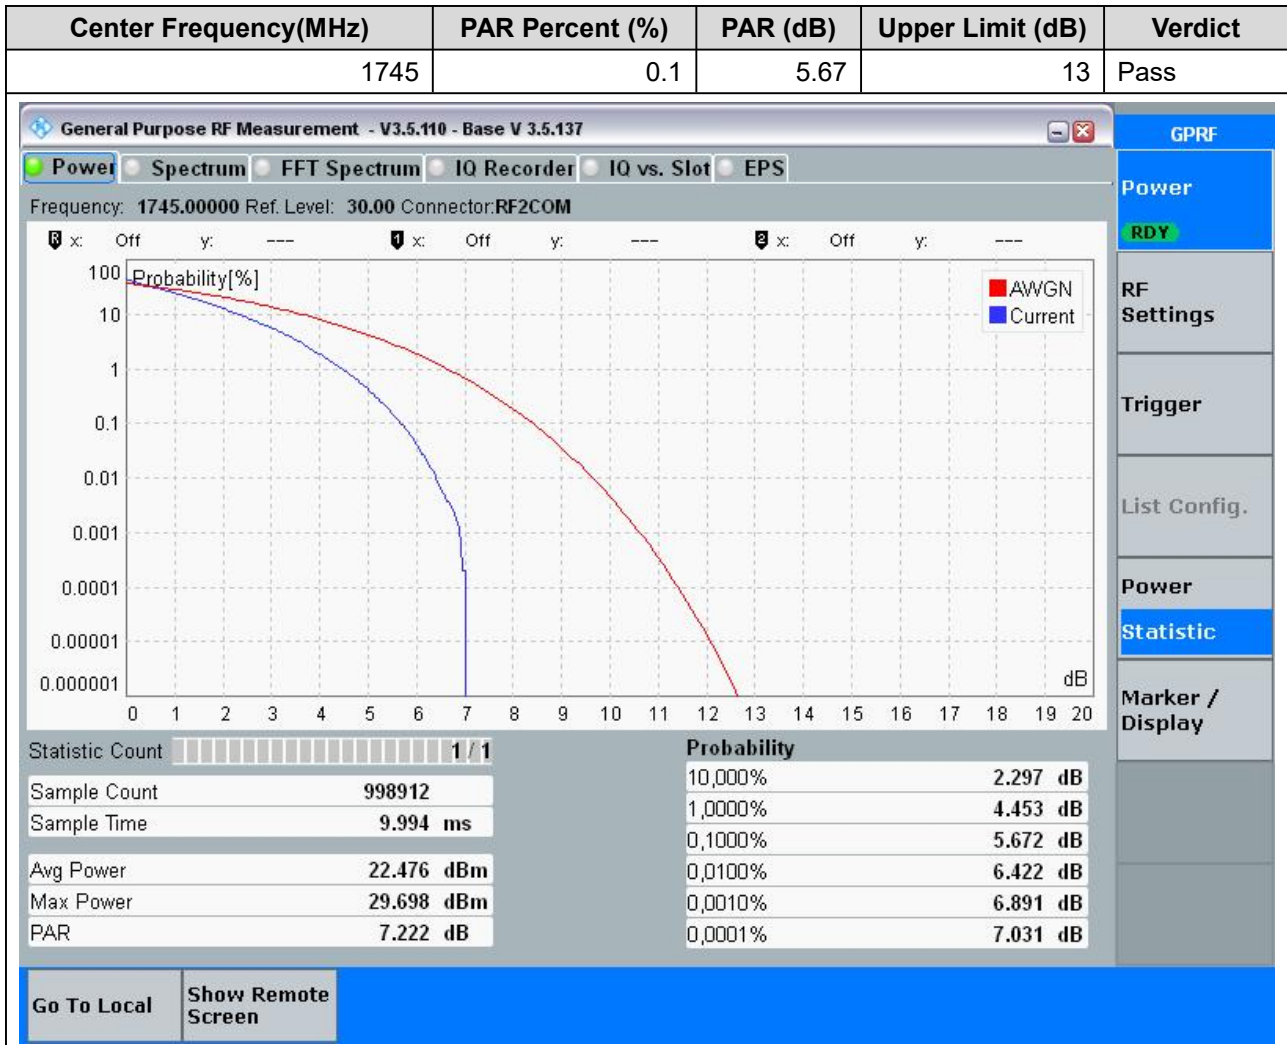 Center Frequency(MHz) PAR Percent (%) PAR (dB) Upper Limit (dB) Verdict
1745 0.1 5.67 13 Pass
General Purpose RF Measurement - V3.5.110 - Base V 3.5.137
GPRF
Power Spectrum FFT Spectrum IQ Recorder IQ vs. Slot EPS
Power
RDY
Frequency: 1745.00000 Ref. Level: 30.00 Connector:RF2COM
R x: Off y: --- 1 x: Off y: --- 2 x: Off y: ---
Probability[%]
AWGN
Current
100
10
1
0.1
0.01
0.001
0.0001
0.00001
0.000001
dB
0 1 2 3 4 5 6 7 8 9 10 11 12 13 14 15 16 17 18 19 20
RF
Settings
Trigger
List Config.
Power
Statistic
Marker /
Display
Statistic Count 1 / 1
Sample Count 998912
Sample Time 9.994 ms
Avg Power 22.476 dBm
Max Power 29.698 dBm
PAR 7.222 dB
Probability
10,000% 2.297 dB
1,0000% 4.453 dB
0,1000% 5.672 dB
0,0100% 6.422 dB
0,0010% 6.891 dB
0,0001% 7.031 dB
Go To Local
Show Remote
Screen